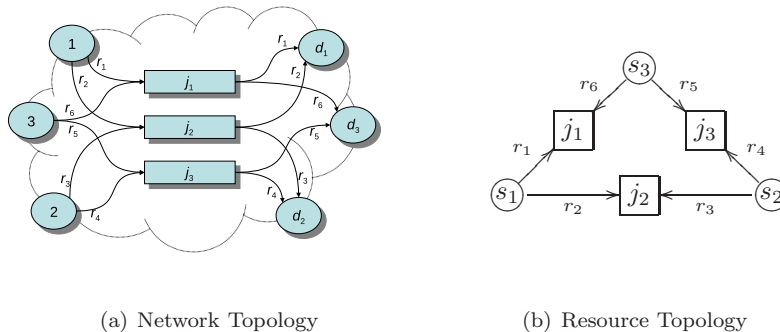 1
r1
r2
j1
r1
d1
r2
r6
3
r6
r5
j2
d3
r5
j3
r3
r4
2
r3
r4
d2
(a) Network Topology
s3
r6
r5
j1
j3
r1
r4
s1
r2
j2
r3
s2
(b) Resource Topology